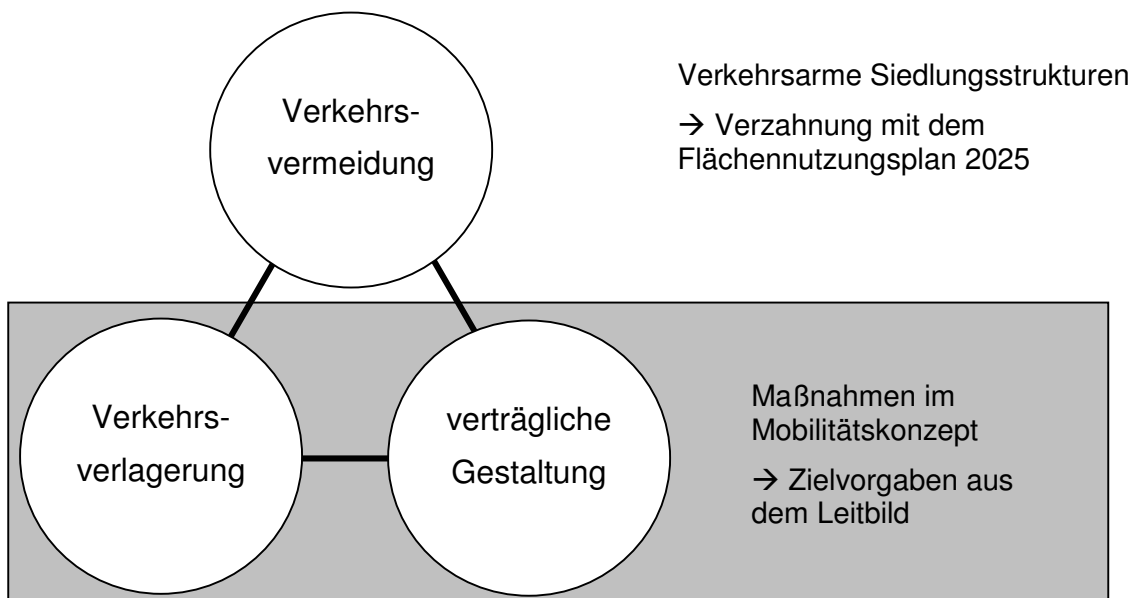 Verkehrs-
vermeidung
Verkehrsarme Siedlungsstrukturen
→ Verzahnung mit dem
Flächennutzungsplan 2025
Verkehrs-
verlagerung
verträgliche
Gestaltung
Maßnahmen im
Mobilitätskonzept
→ Zielvorgaben aus
dem Leitbild